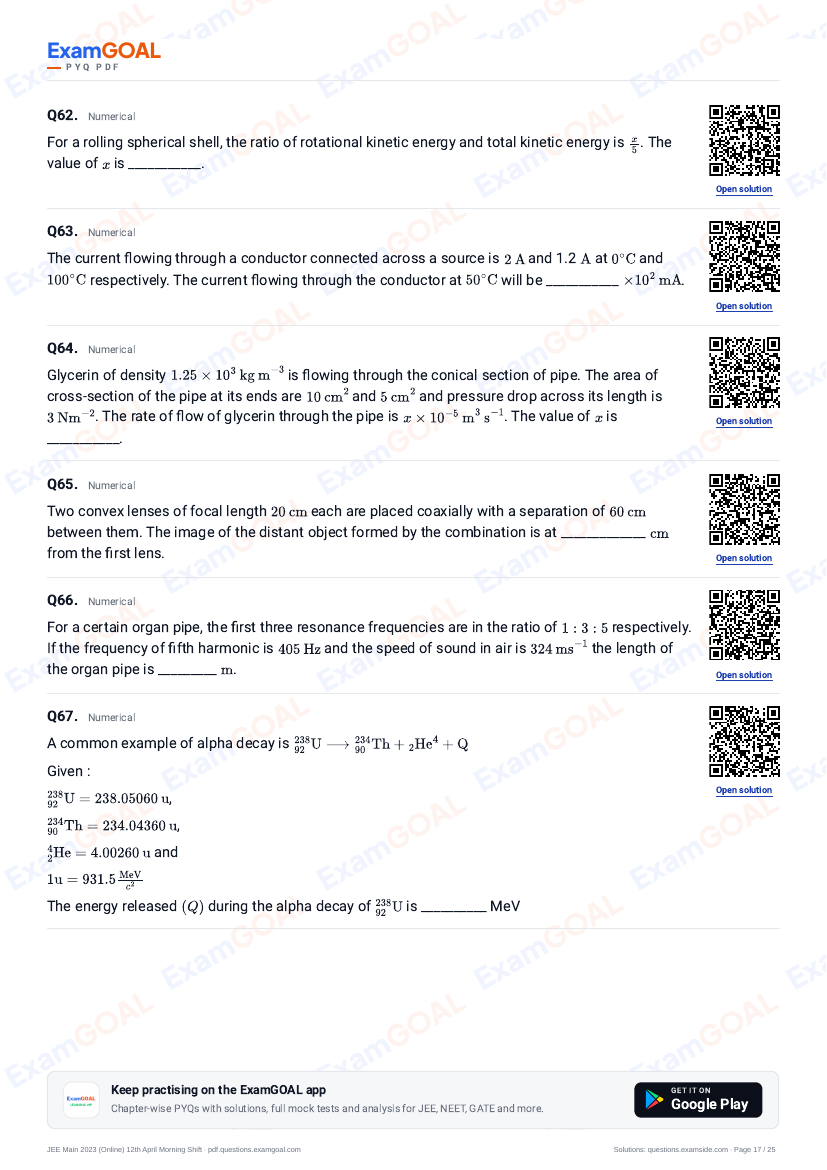 ExamGOAL
PYQ PDF
Q62. Numerical
For a rolling spherical shell, the ratio of rotational kinetic energy and total kinetic energy is x/5. The
value of x is ___________.
Open solution
Q63. Numerical
The current flowing through a conductor connected across a source is 2 A and 1.2 A at 0°C and
100°C respectively. The current flowing through the conductor at 50°C will be ___________ ×10² mA.
Open solution
Q64. Numerical
Glycerin of density 1.25 × 10³ kg m⁻³ is flowing through the conical section of pipe. The area of
cross-section of the pipe at its ends are 10 cm² and 5 cm² and pressure drop across its length is
3 Nm⁻². The rate of flow of glycerin through the pipe is x × 10⁻⁵ m³ s⁻¹. The value of x is
___________.
Open solution
Q65. Numerical
Two convex lenses of focal length 20 cm each are placed coaxially with a separation of 60 cm
between them. The image of the distant object formed by the combination is at _____________ cm
from the first lens.
Open solution
Q66. Numerical
For a certain organ pipe, the first three resonance frequencies are in the ratio of 1 : 3 : 5 respectively.
If the frequency of fifth harmonic is 405 Hz and the speed of sound in air is 324 ms⁻¹ the length of
the organ pipe is _________ m.
Open solution
Q67. Numerical
A common example of alpha decay is ²³⁸₉₂U ⟶ ²³⁴₉₀Th + ₂He⁴ + Q
Given :
²³⁸₉₂U = 238.05060 u,
²³⁴₉₀Th = 234.04360 u,
⁴₂He = 4.00260 u and
1u = 931.5 MeV/c²
The energy released (Q) during the alpha decay of ²³⁸₉₂U is __________ MeV
Open solution
Keep practising on the ExamGOAL app
Chapter-wise PYQs with solutions, full mock tests and analysis for JEE, NEET, GATE and more.
GET IT ON
Google Play
JEE Main 2023 (Online) 12th April Morning Shift · pdf.questions.examgoal.com
Solutions: questions.examside.com · Page 17 / 25